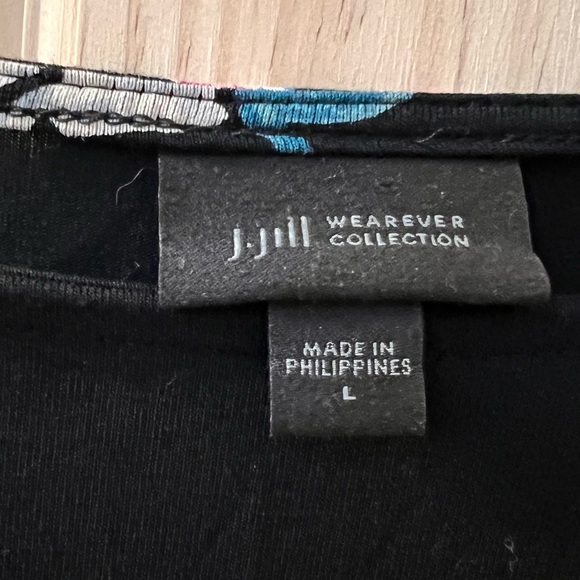 J.Jill WEAREVER
COLLECTION
MADE IN
PHILIPPINES
L